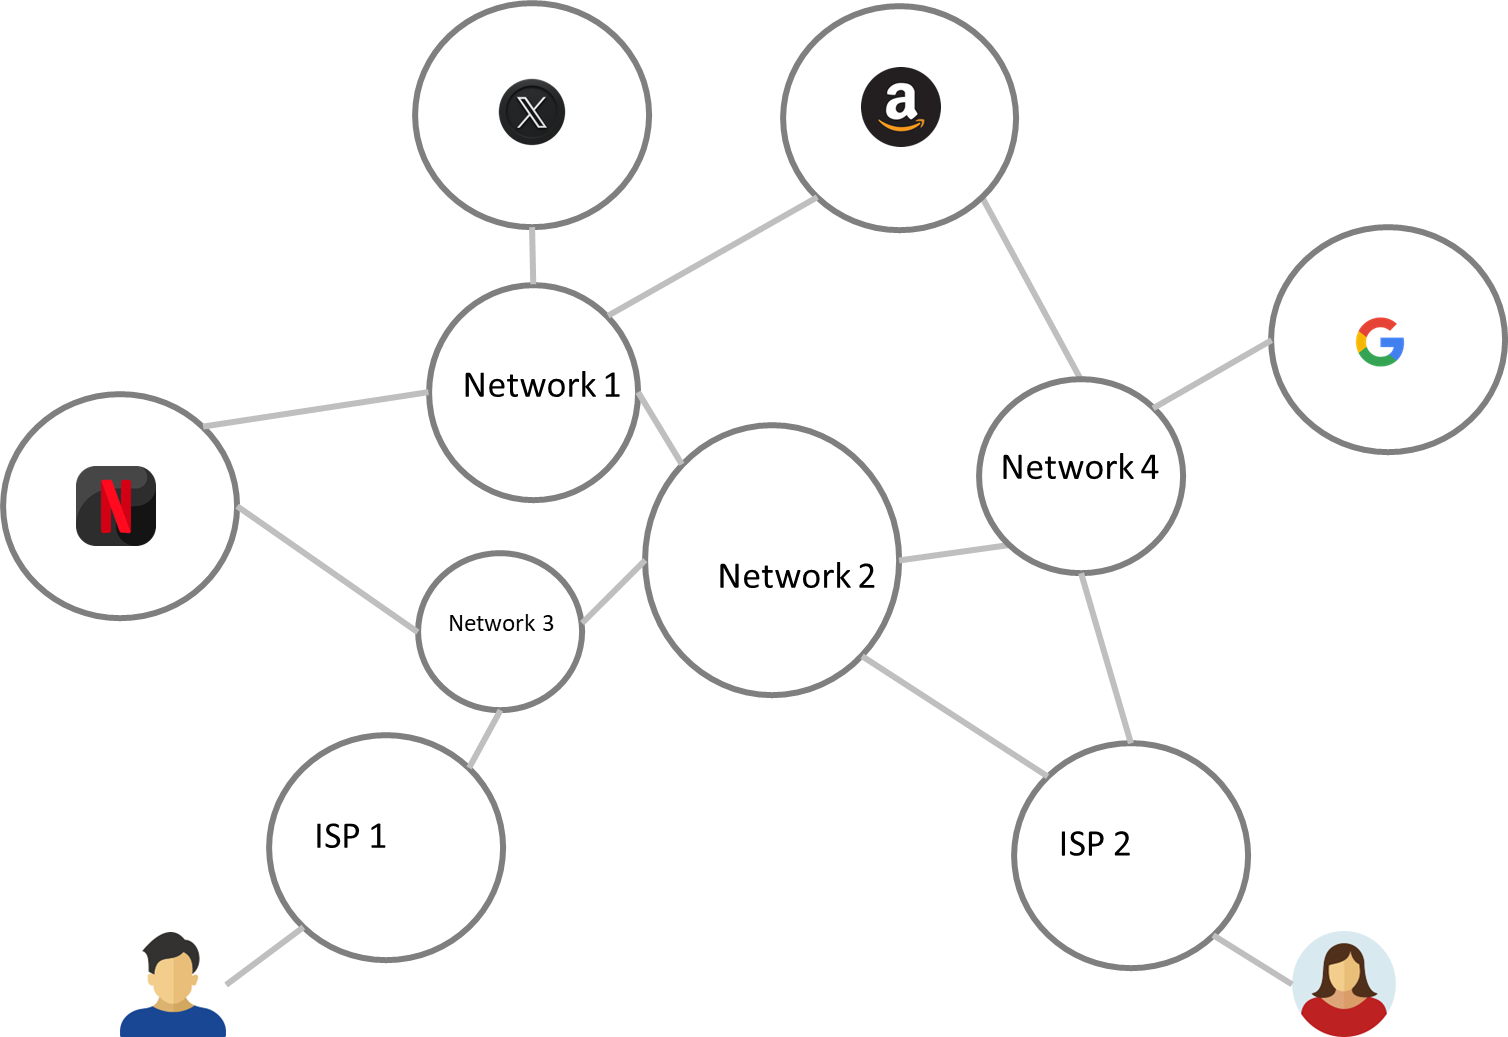 X
a
G
Network 1
Network 4
N
Network 2
Network 3
ISP 1
ISP 2